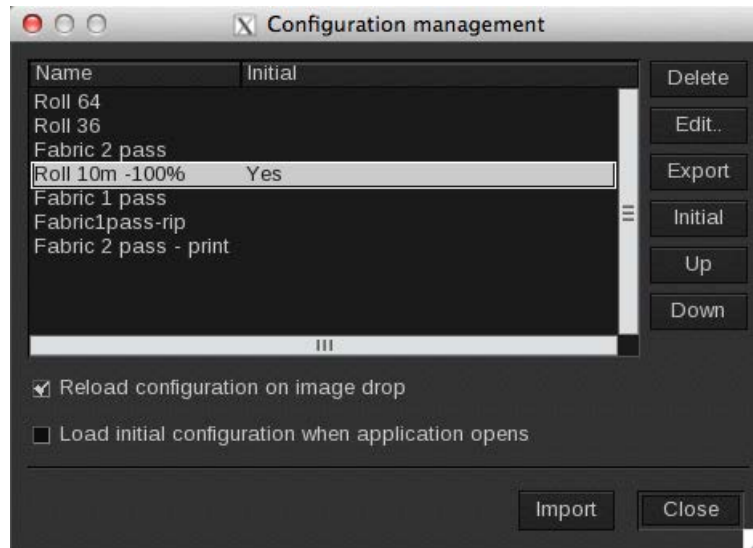 X Configuration management
Name Initial
Roll 64
Roll 36
Fabric 2 pass
Roll 10m -100% Yes
Fabric 1 pass
Fabric1pass-rip
Fabric 2 pass - print
Delete
Edit..
Export
Initial
Up
Down
Reload configuration on image drop
Load initial configuration when application opens
Import Close